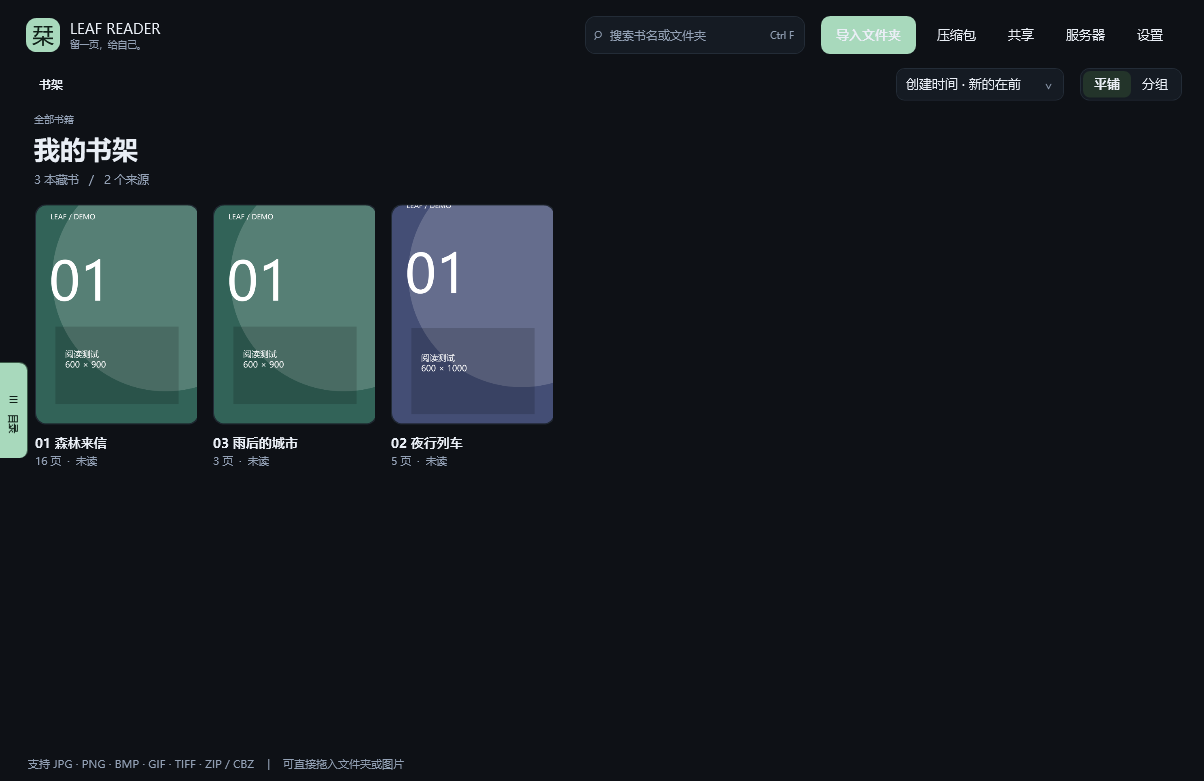 栞
LEAF READER
留一页，给自己。
搜索书名或文件夹
Ctrl F
导入文件夹
压缩包
共享
服务器
设置
书架
创建时间 · 新的在前
平铺
分组
全部书籍
我的书架
3 本藏书 / 2 个来源
LEAF / DEMO
01
阅读测试
600 × 900
01 森林来信
16 页 · 未读
LEAF / DEMO
01
阅读测试
600 × 900
03 雨后的城市
3 页 · 未读
LEAF / DEMO
01
阅读测试
600 × 1000
02 夜行列车
5 页 · 未读
☰ 目录
支持 JPG · PNG · BMP · GIF · TIFF · ZIP / CBZ | 可直接拖入文件夹或图片